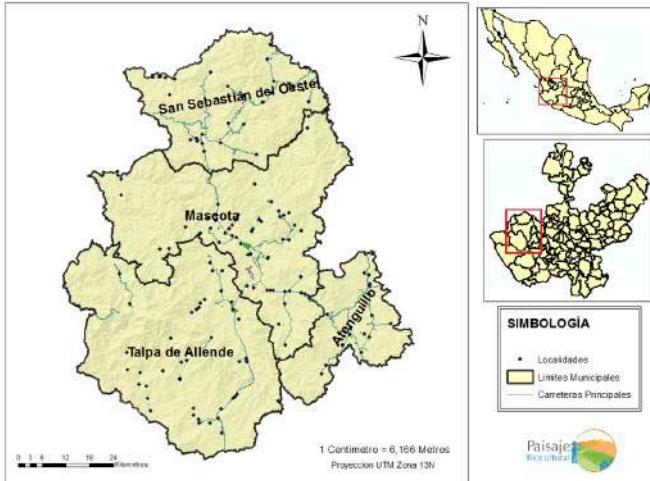 N
San Sebastián del Oeste
Mascota
Atenguillo
Talpa de Allende
0 3 6 12 18 24
Kilometros
1 Centimetro = 6,166 Metros
Proyeccion UTM Zona 13N
SIMBOLOGÍA
Localidades
Limites Municipales
Carreteras Principales
Paisaje
Biocultural